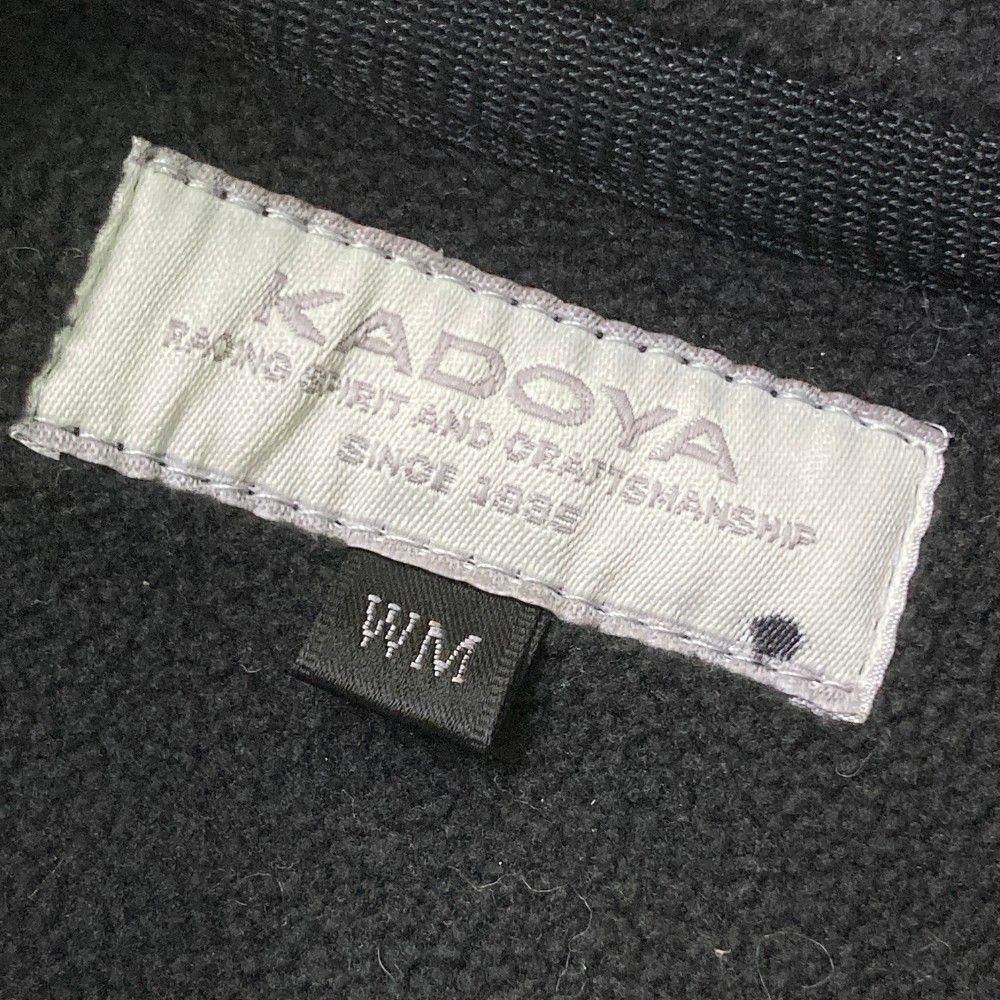 KADOYA
RACING SPIRIT AND CRAFTSMANSHIP
SINCE 1935
WM